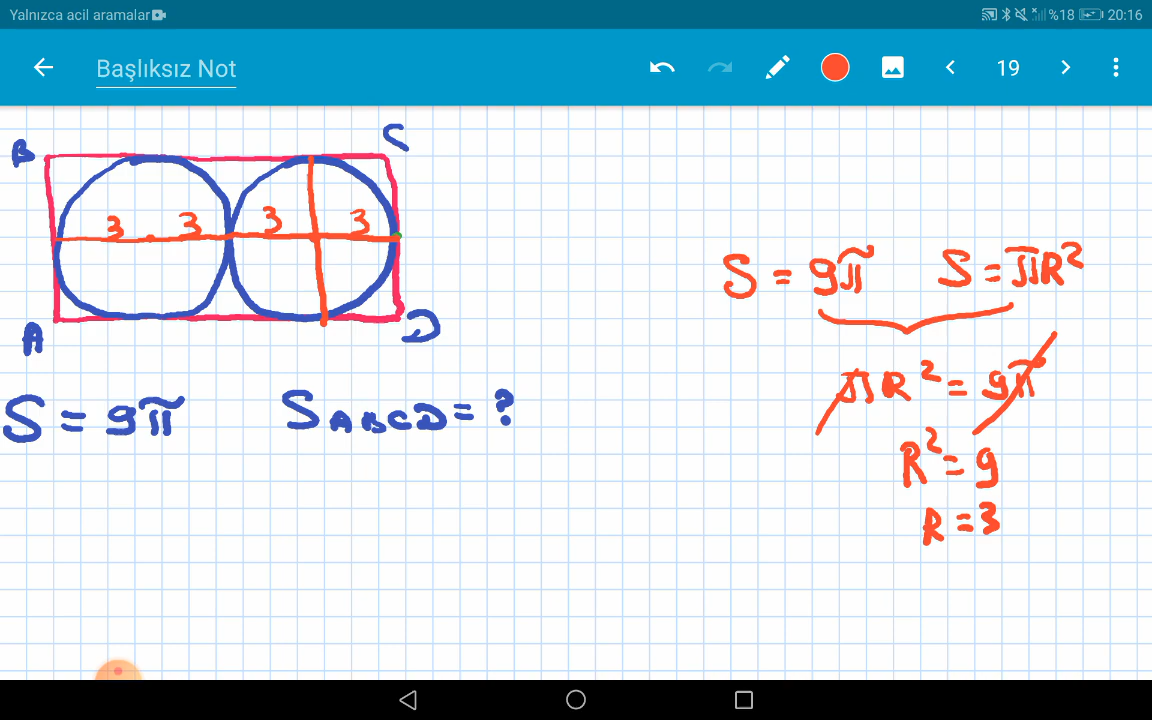 Yalnızca acil aramalar %18 20:16
Başlıksız Not 19
B C
3 3 3 3
A D
S = 9π S ABCD = ?
S = 9π S = πR²
πR² = 9π
R² = 9
R = 3